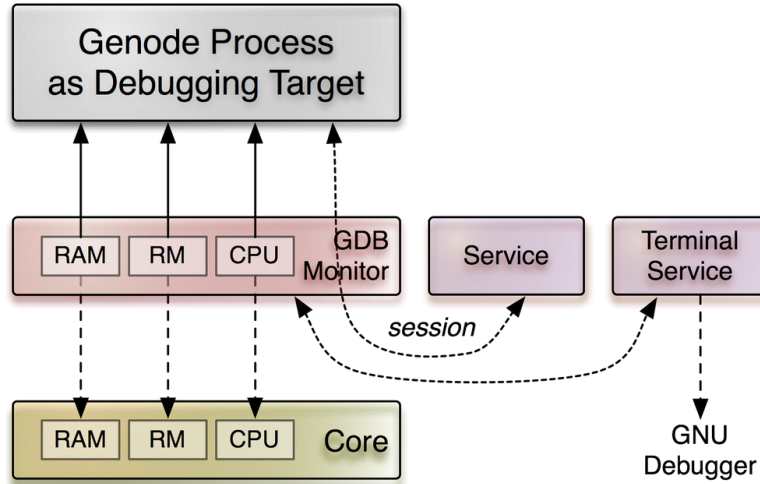 Genode Process
as Debugging Target
RAM
RM
CPU
GDB
Monitor
Service
Terminal
Service
session
RAM
RM
CPU
Core
GNU
Debugger